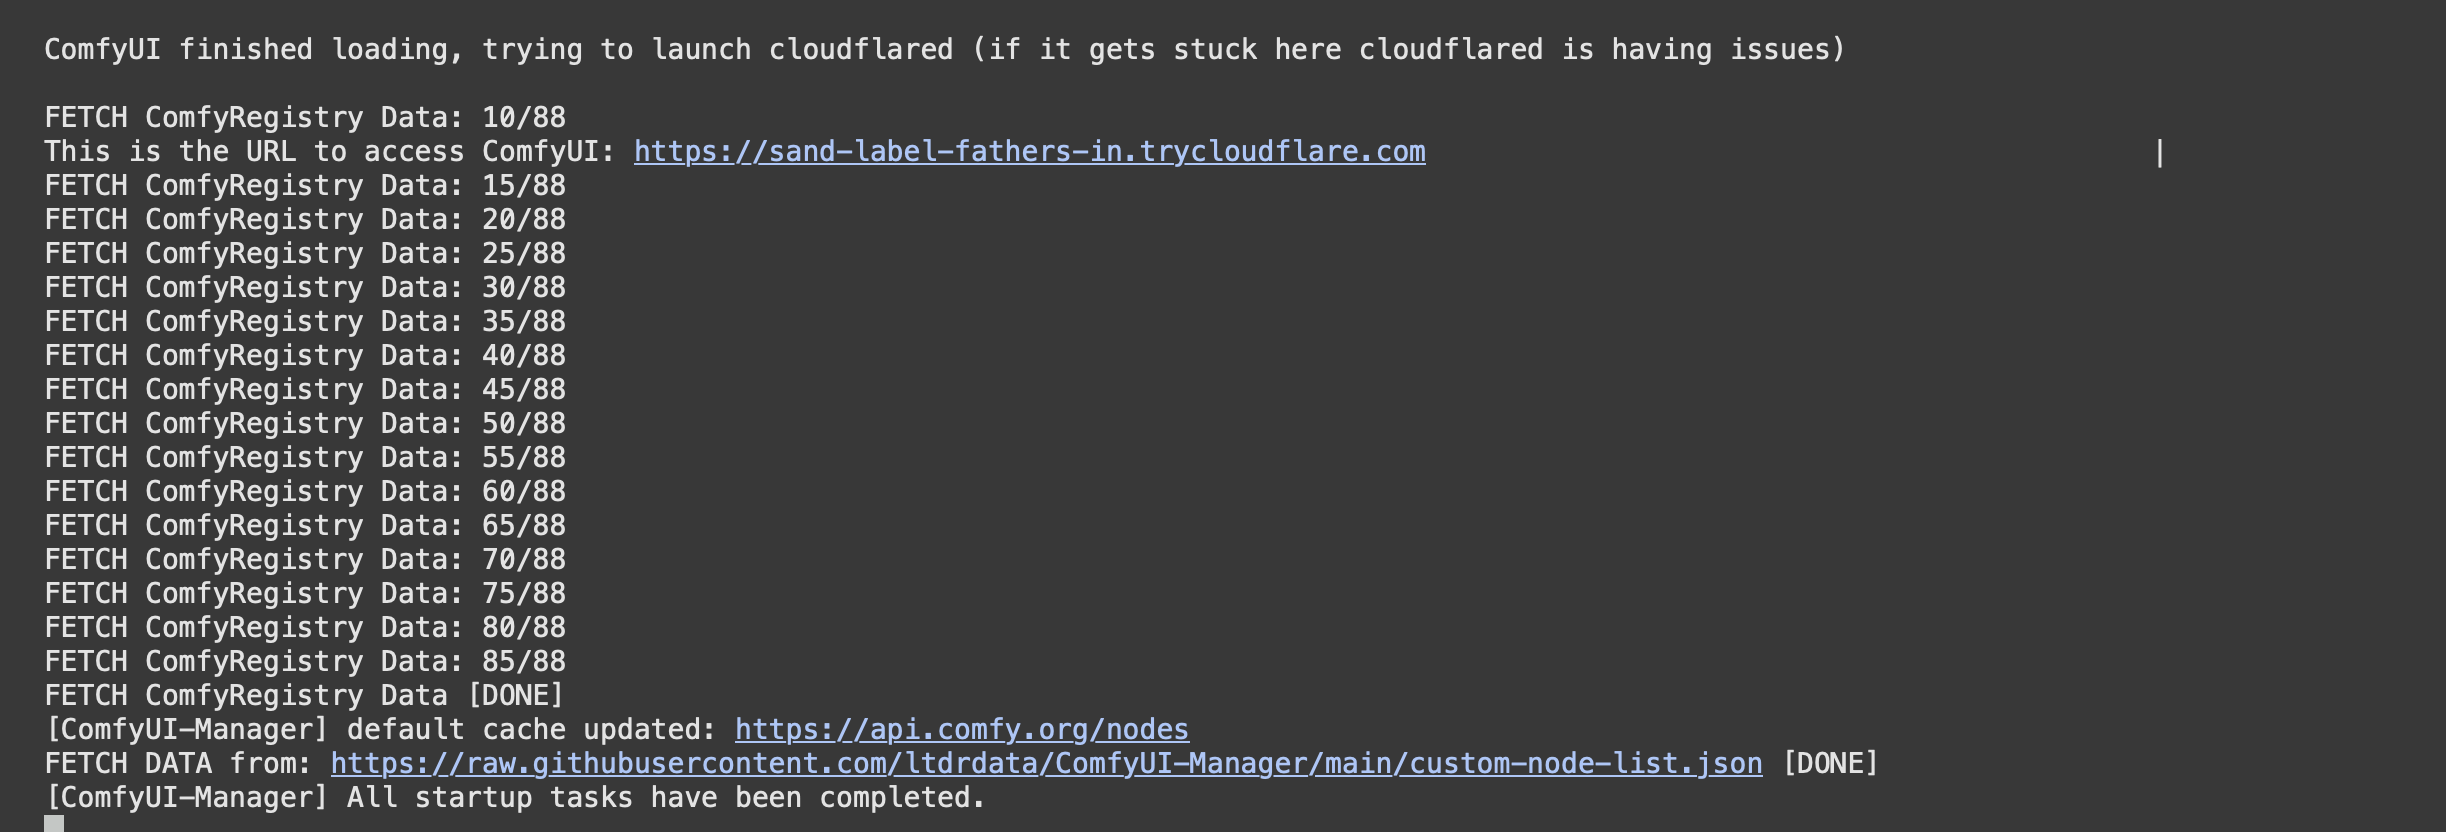 ComfyUI finished loading, trying to launch cloudflared (if it gets stuck here cloudflared is having issues)
FETCH ComfyRegistry Data: 10/88
This is the URL to access ComfyUI: https://sand-label-fathers-in.trycloudflare.com |
FETCH ComfyRegistry Data: 15/88
FETCH ComfyRegistry Data: 20/88
FETCH ComfyRegistry Data: 25/88
FETCH ComfyRegistry Data: 30/88
FETCH ComfyRegistry Data: 35/88
FETCH ComfyRegistry Data: 40/88
FETCH ComfyRegistry Data: 45/88
FETCH ComfyRegistry Data: 50/88
FETCH ComfyRegistry Data: 55/88
FETCH ComfyRegistry Data: 60/88
FETCH ComfyRegistry Data: 65/88
FETCH ComfyRegistry Data: 70/88
FETCH ComfyRegistry Data: 75/88
FETCH ComfyRegistry Data: 80/88
FETCH ComfyRegistry Data: 85/88
FETCH ComfyRegistry Data [DONE]
[ComfyUI-Manager] default cache updated: https://api.comfy.org/nodes
FETCH DATA from: https://raw.githubusercontent.com/ltdrdata/ComfyUI-Manager/main/custom-node-list.json [DONE]
[ComfyUI-Manager] All startup tasks have been completed.